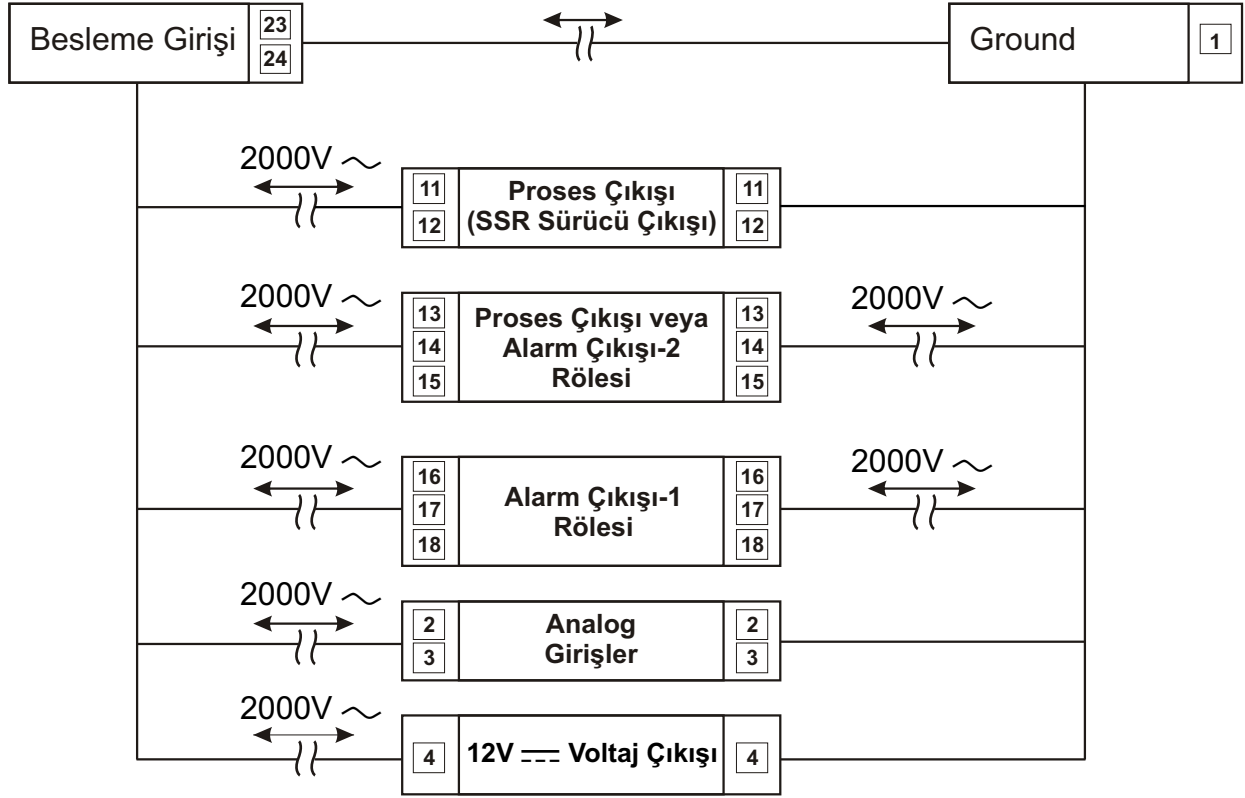 Besleme Girişi
23
24
Ground
1
2000V ~
11
12
Proses Çıkışı
(SSR Sürücü Çıkışı)
11
12
2000V ~
13
14
15
Proses Çıkışı veya
Alarm Çıkışı-2
Rölesi
13
14
15
2000V ~
2000V ~
16
17
18
Alarm Çıkışı-1
Rölesi
16
17
18
2000V ~
2000V ~
2
3
Analog
Girişler
2
3
2000V ~
4
12V ⎓ Voltaj Çıkışı
4